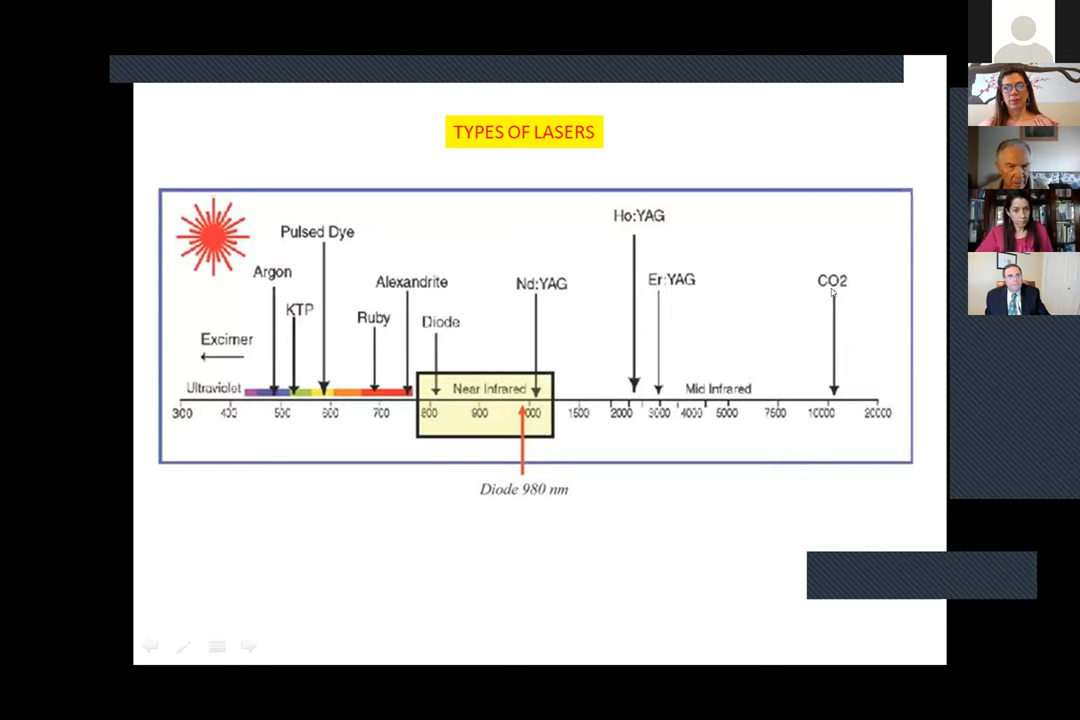 TYPES OF LASERS
Ho:YAG
Pulsed Dye
Argon
Alexandrite
Nd:YAG
Er:YAG
CO2
KTP
Ruby
Diode
Excimer
Ultraviolet
Near Infrared
Mid Infrared
300 400 500 600 700 800 900 1000 1500 2000 3000 4000 5000 7500 10000 20000
Diode 980 nm